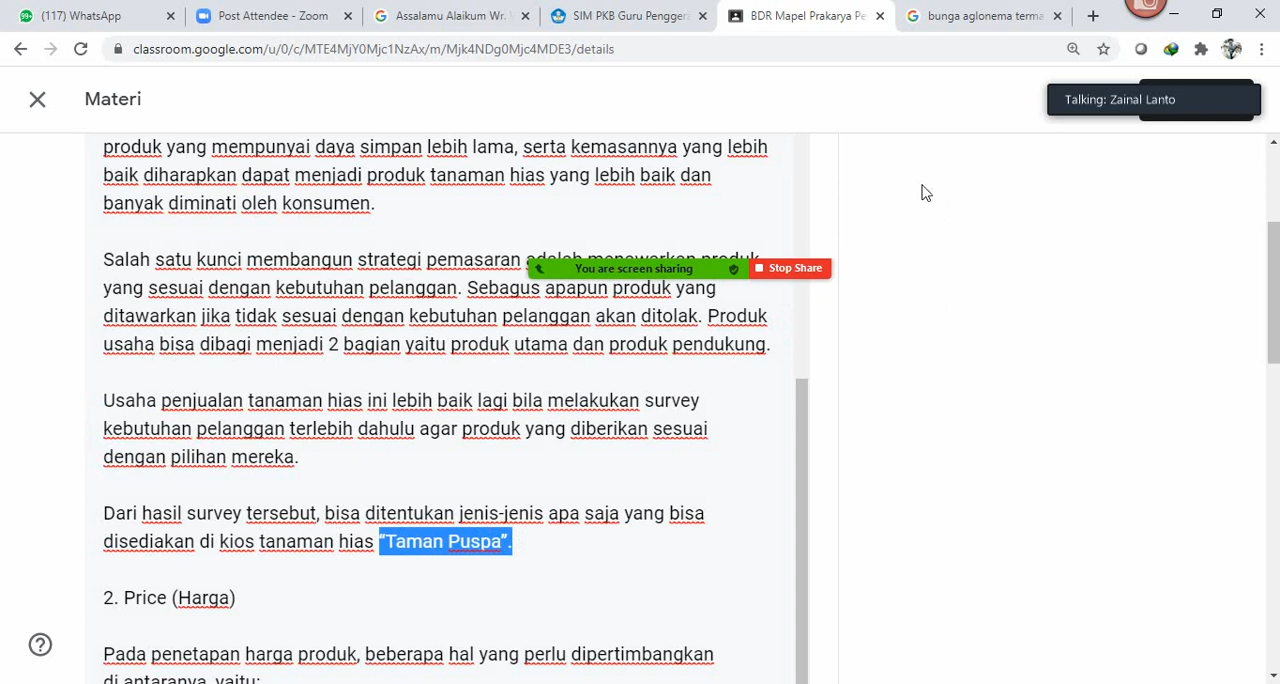 (117) WhatsApp
Post Attendee - Zoom
Assalamu Alaikum Wr. W
SIM PKB Guru Penggera
BDR Mapel Prakarya Pe
bunga aglonema terma
classroom.google.com/u/0/c/MTE4MjY0Mjc1NzAx/m/Mjk4NDg0Mjc4MDE3/details
Materi
Talking: Zainal Lanto
produk yang mempunyai daya simpan lebih lama, serta kemasannya yang lebih
baik diharapkan dapat menjadi produk tanaman hias yang lebih baik dan
banyak diminati oleh konsumen.
Salah satu kunci membangun strategi pemasaran adalah menawarkan produk
You are screen sharing
Stop Share
yang sesuai dengan kebutuhan pelanggan. Sebagus apapun produk yang
ditawarkan jika tidak sesuai dengan kebutuhan pelanggan akan ditolak. Produk
usaha bisa dibagi menjadi 2 bagian yaitu produk utama dan produk pendukung.
Usaha penjualan tanaman hias ini lebih baik lagi bila melakukan survey
kebutuhan pelanggan terlebih dahulu agar produk yang diberikan sesuai
dengan pilihan mereka.
Dari hasil survey tersebut, bisa ditentukan jenis-jenis apa saja yang bisa
disediakan di kios tanaman hias “Taman Puspa”.
2. Price (Harga)
Pada penetapan harga produk, beberapa hal yang perlu dipertimbangkan
di antaranya, yaitu: